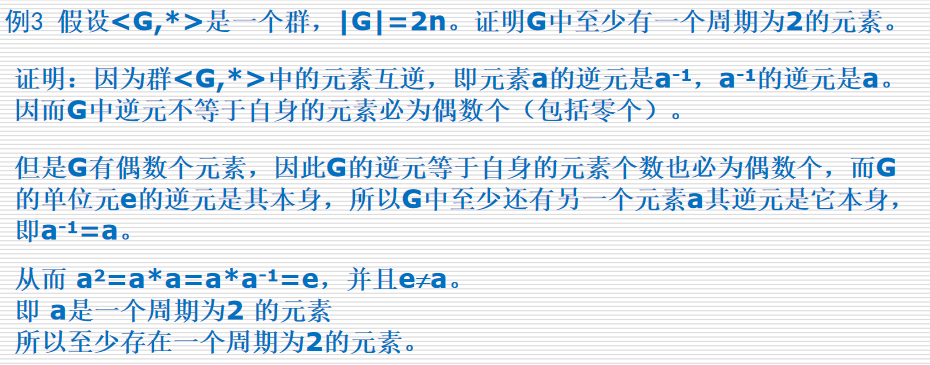 例3 假设<G,*>是一个群，|G|=2n。证明G中至少有一个周期为2的元素。
证明：因为群<G,*>中的元素互逆，即元素a的逆元是a⁻¹，a⁻¹的逆元是a。
因而G中逆元不等于自身的元素必为偶数个（包括零个）。
但是G有偶数个元素，因此G的逆元等于自身的元素个数也必为偶数个，而G
的单位元e的逆元是其本身，所以G中至少还有另一个元素a其逆元是它本身，
即a⁻¹=a。
从而 a²=a*a=a*a⁻¹=e，并且e≠a。
即 a是一个周期为2 的元素
所以至少存在一个周期为2的元素。